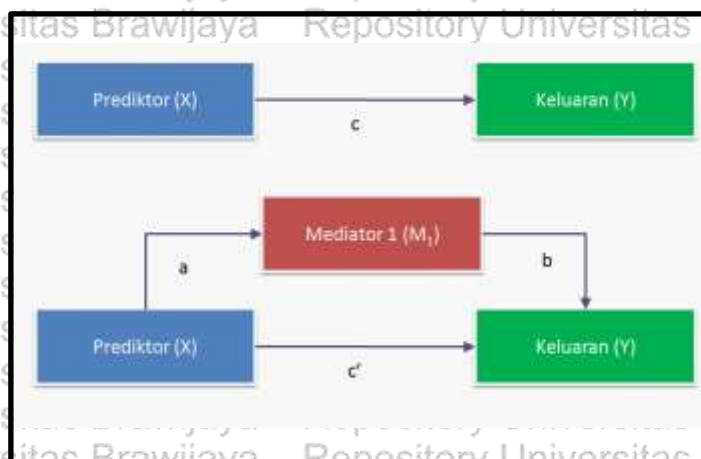 sitas Brawijaya Repository Universitas
Prediktor (X)
Keluaran (Y)
c
Mediator 1 (M₁)
a
b
Prediktor (X)
Keluaran (Y)
c'
sitas Brawijaya Repository Universitas